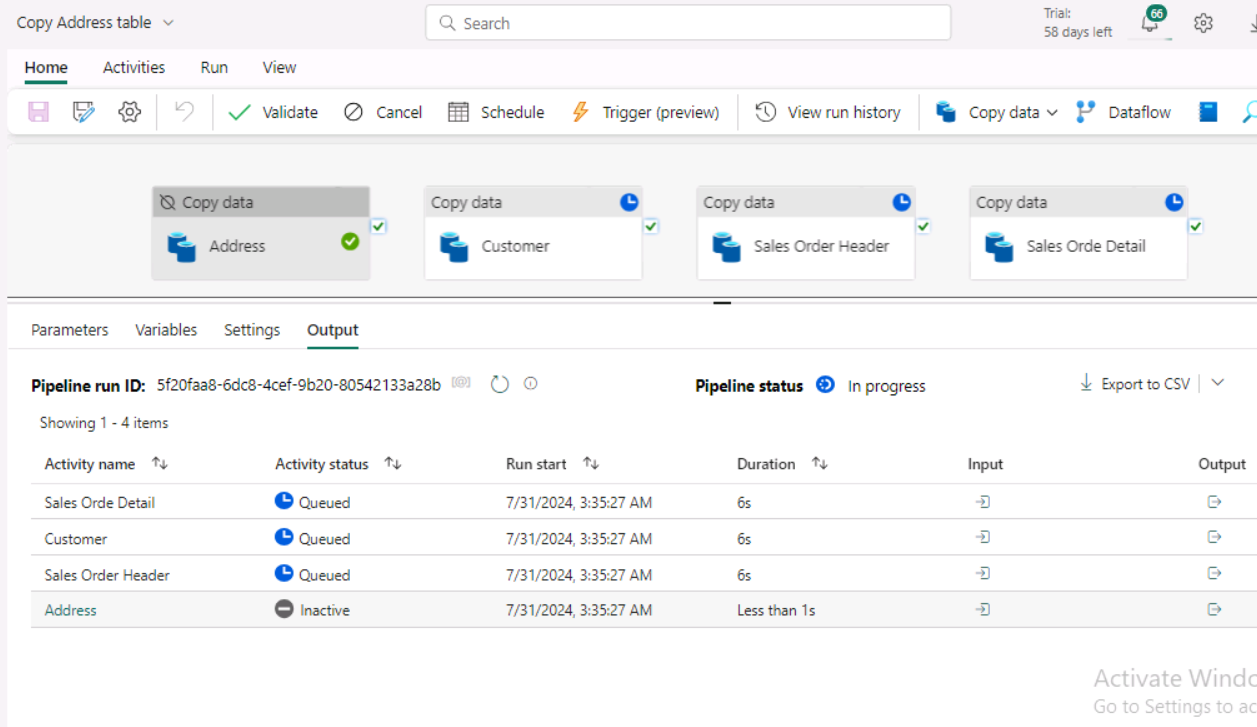 Copy Address table
Search
Trial:
58 days left
66
Home Activities Run View
Validate Cancel Schedule Trigger (preview) View run history Copy data Dataflow
Copy data
Address
Copy data
Customer
Copy data
Sales Order Header
Copy data
Sales Orde Detail
Parameters Variables Settings Output
Pipeline run ID: 5f20faa8-6dc8-4cef-9b20-80542133a28b
Pipeline status In progress
Export to CSV
Showing 1 - 4 items
Activity name Activity status Run start Duration Input Output
Sales Orde Detail Queued 7/31/2024, 3:35:27 AM 6s
Customer Queued 7/31/2024, 3:35:27 AM 6s
Sales Order Header Queued 7/31/2024, 3:35:27 AM 6s
Address Inactive 7/31/2024, 3:35:27 AM Less than 1s
Activate Windo
Go to Settings to ac